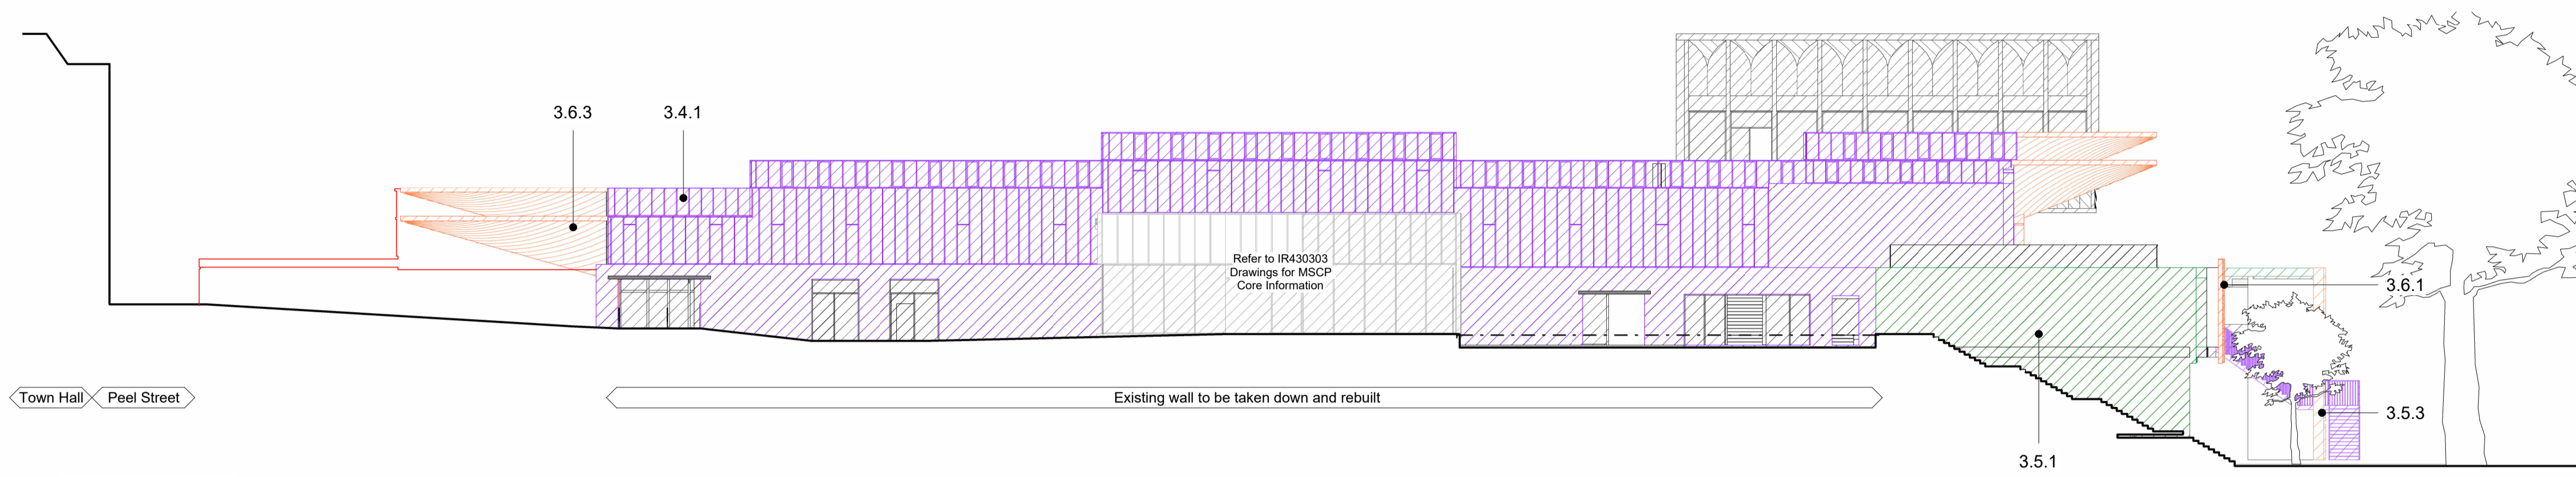 3.6.3
3.4.1
Refer to IR430303
Drawings for MSCP
Core Information
3.6.1
Town Hall
Peel Street
Existing wall to be taken down and rebuilt
3.5.3
3.5.1